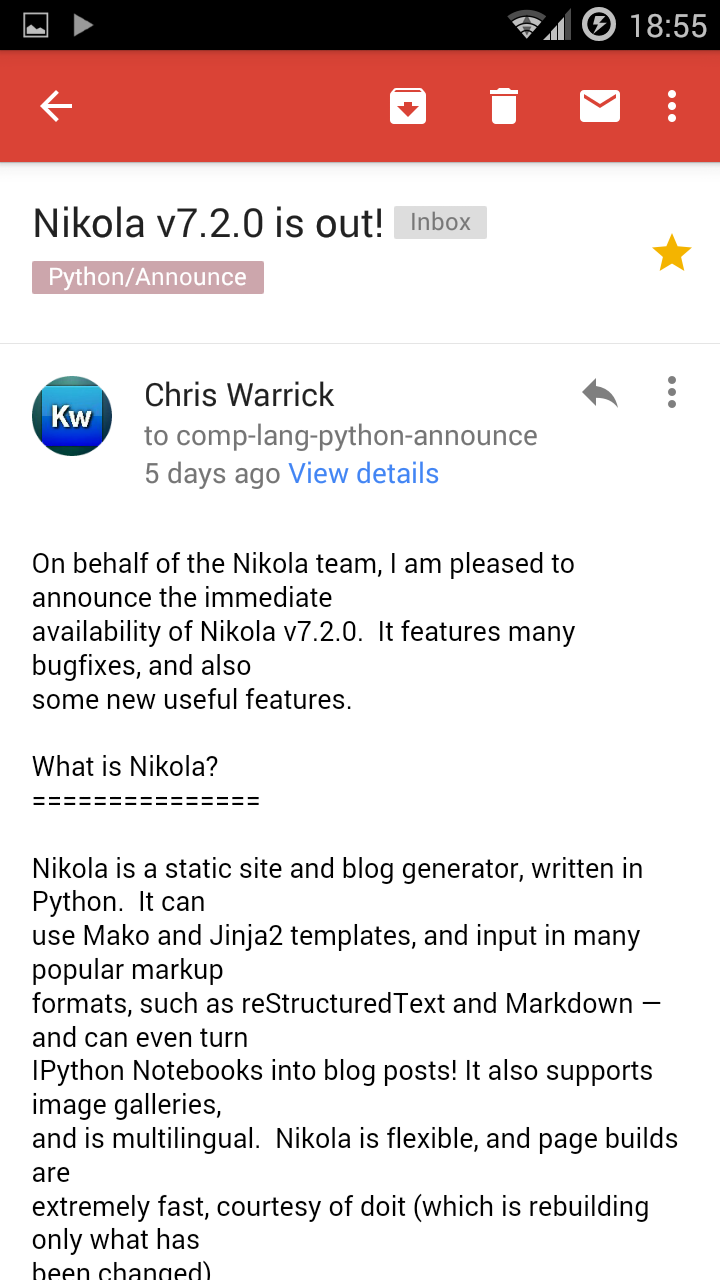 18:55
Nikola v7.2.0 is out! Inbox
Python/Announce
Kw
Chris Warrick
to comp-lang-python-announce
5 days ago View details
On behalf of the Nikola team, I am pleased to
announce the immediate
availability of Nikola v7.2.0.  It features many
bugfixes, and also
some new useful features.
What is Nikola?
===============
Nikola is a static site and blog generator, written in
Python.  It can
use Mako and Jinja2 templates, and input in many
popular markup
formats, such as reStructuredText and Markdown —
and can even turn
IPython Notebooks into blog posts! It also supports
image galleries,
and is multilingual.  Nikola is flexible, and page builds
are
extremely fast, courtesy of doit (which is rebuilding
only what has
been changed)